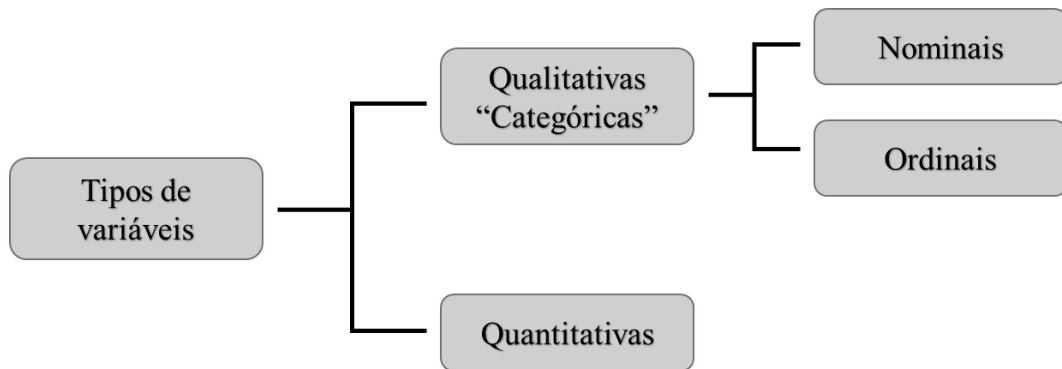 Tipos de
variáveis
Qualitativas
“Categóricas”
Nominais
Ordinais
Quantitativas